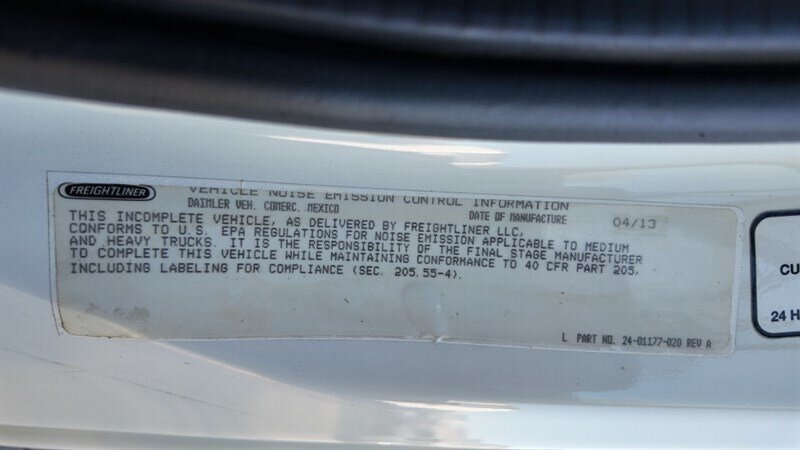 FREIGHTLINER
VEHICLE NOISE EMISSION CONTROL INFORMATION
DAIMLER VEH. COMERC. MEXICO DATE OF MANUFACTURE 04/13
THIS INCOMPLETE VEHICLE, AS DELIVERED BY FREIGHTLINER LLC,
CONFORMS TO U.S. EPA REGULATIONS FOR NOISE EMISSION APPLICABLE TO MEDIUM
AND HEAVY TRUCKS. IT IS THE RESPONSIBILITY OF THE FINAL STAGE MANUFACTURER
TO COMPLETE THIS VEHICLE WHILE MAINTAINING CONFORMANCE TO 40 CFR PART 205,
INCLUDING LABELING FOR COMPLIANCE (SEC. 205.55-4).
L PART NO. 24-01177-020 REV A
CU
24 H